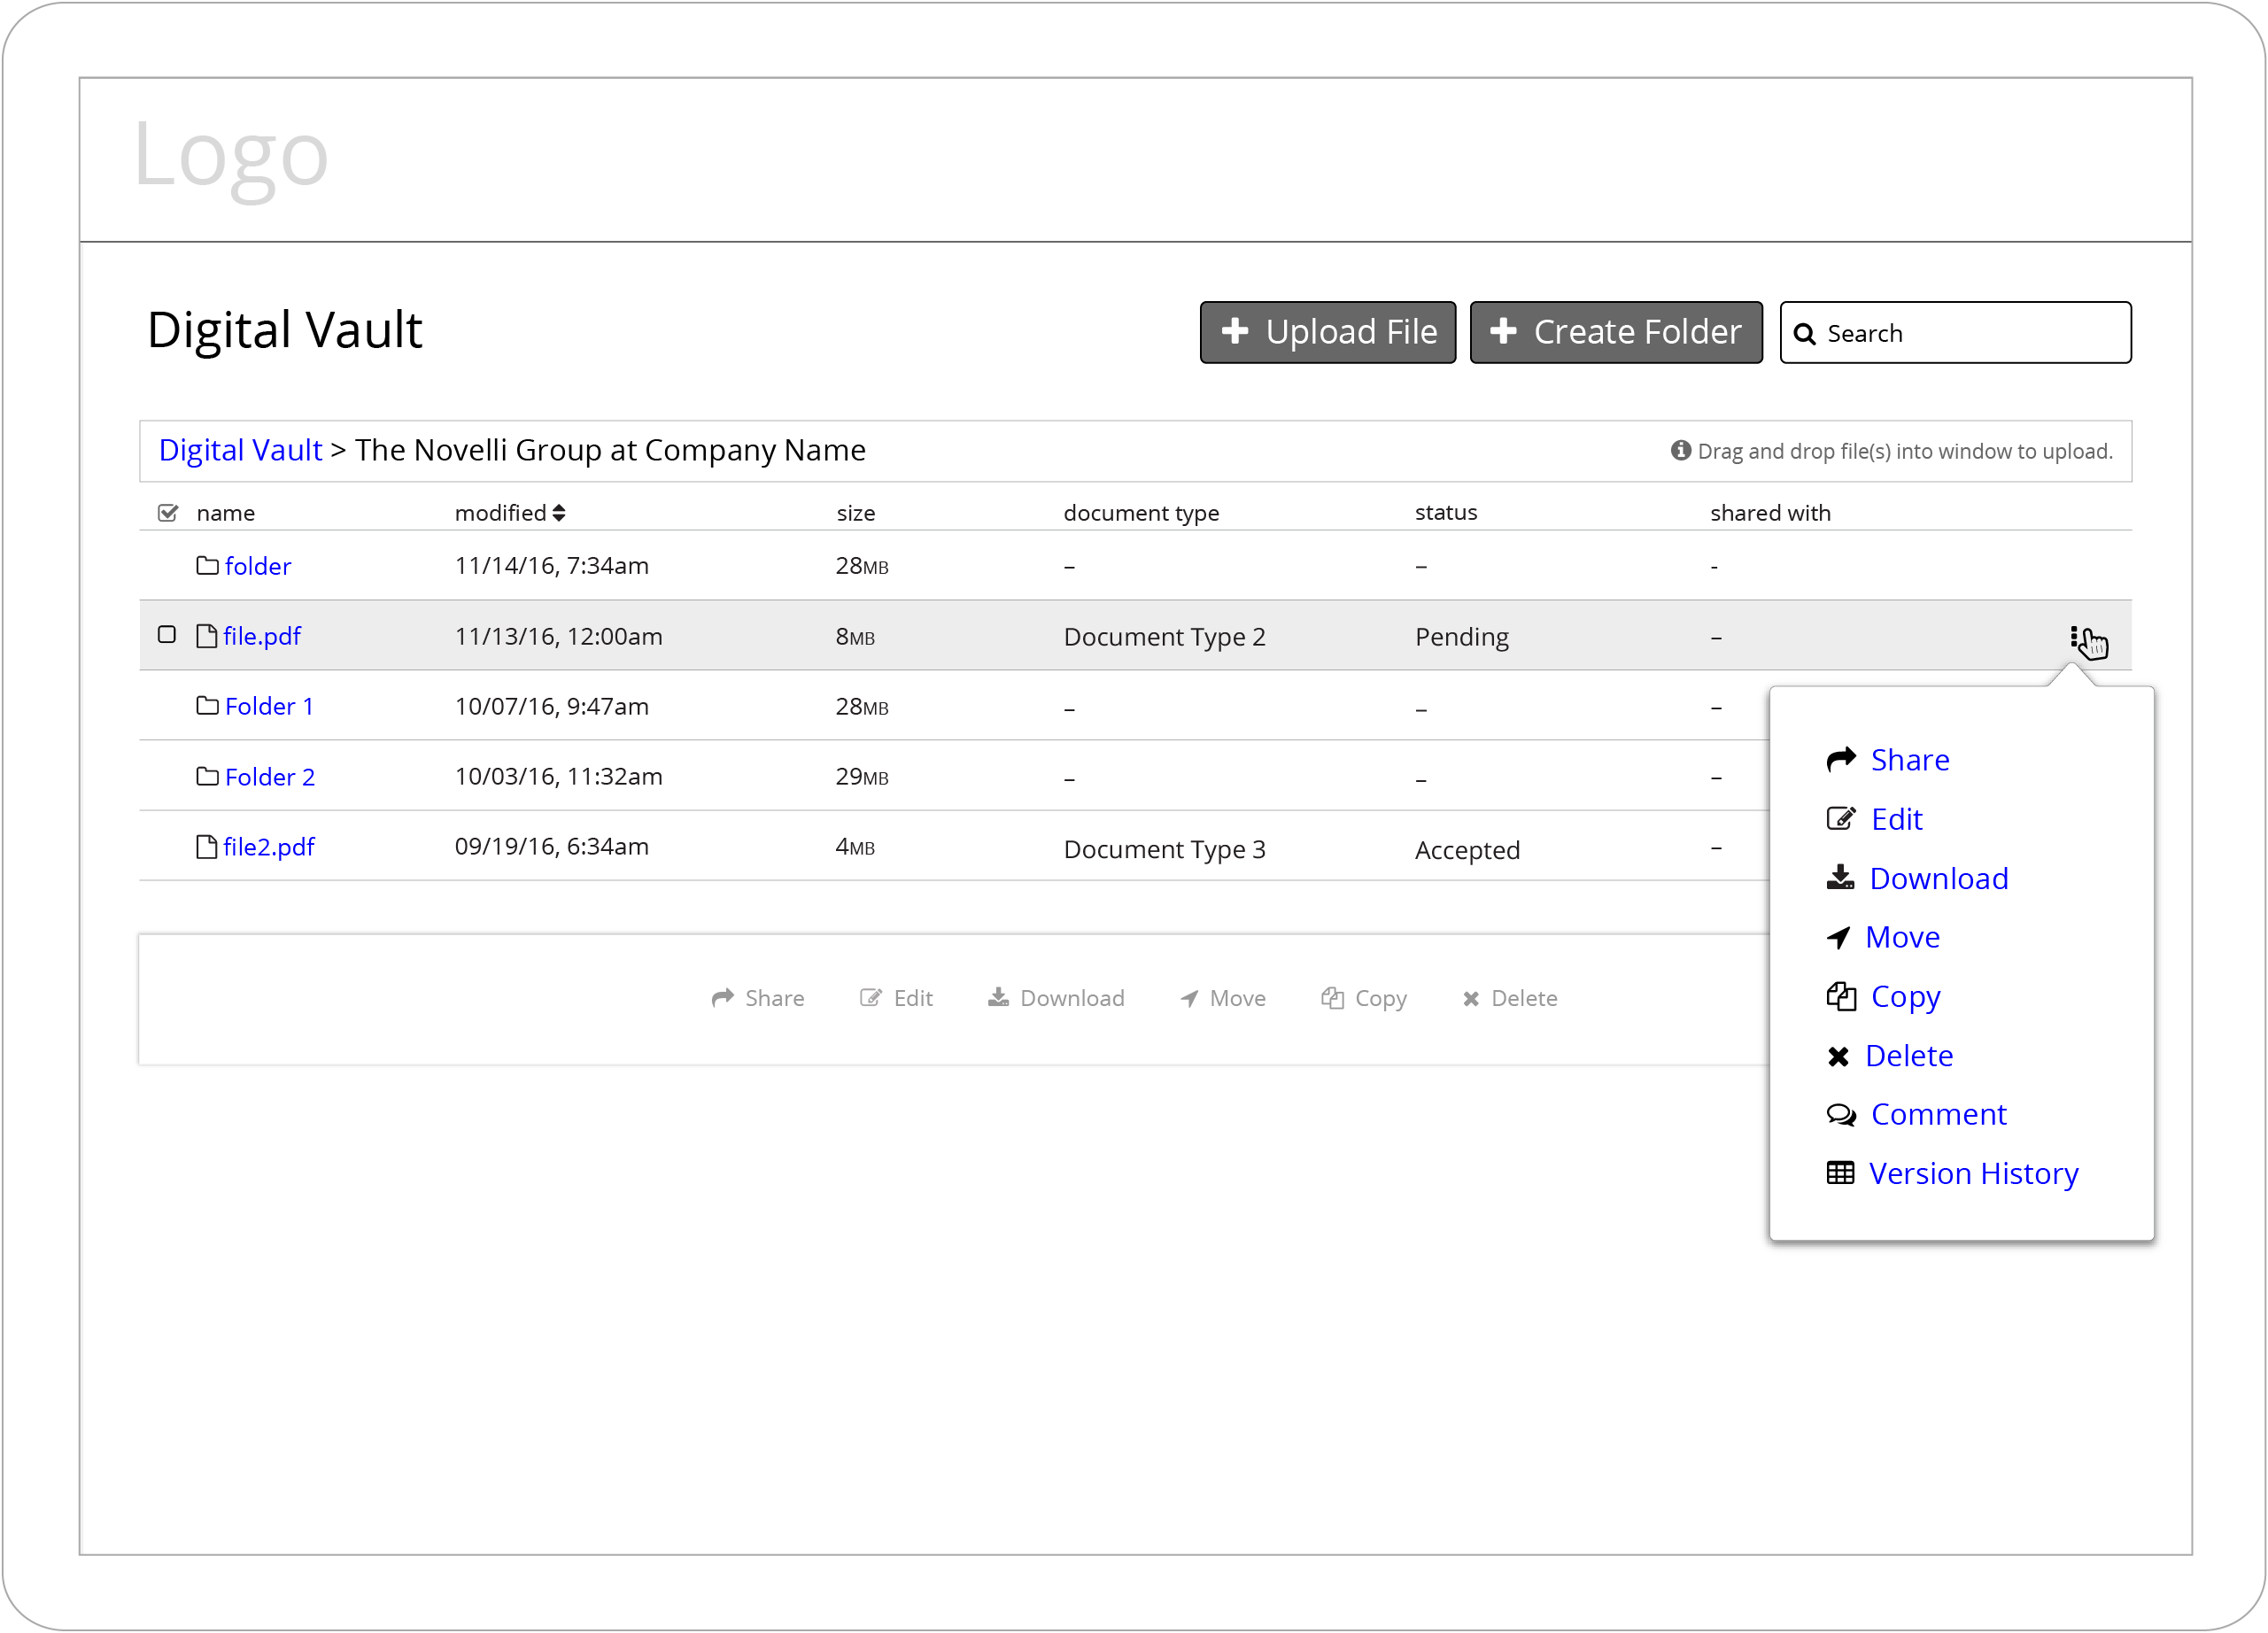 Logo
Digital Vault
Upload File
Create Folder
Search
Digital Vault > The Novelli Group at Company Name
Drag and drop file(s) into window to upload.
name modified size document type status shared with
folder 11/14/16, 7:34am 28MB – – -
file.pdf 11/13/16, 12:00am 8MB Document Type 2 Pending –
Folder 1 10/07/16, 9:47am 28MB – – –
Folder 2 10/03/16, 11:32am 29MB – – –
file2.pdf 09/19/16, 6:34am 4MB Document Type 3 Accepted –
Share Edit Download Move Copy Delete
Share
Edit
Download
Move
Copy
Delete
Comment
Version History